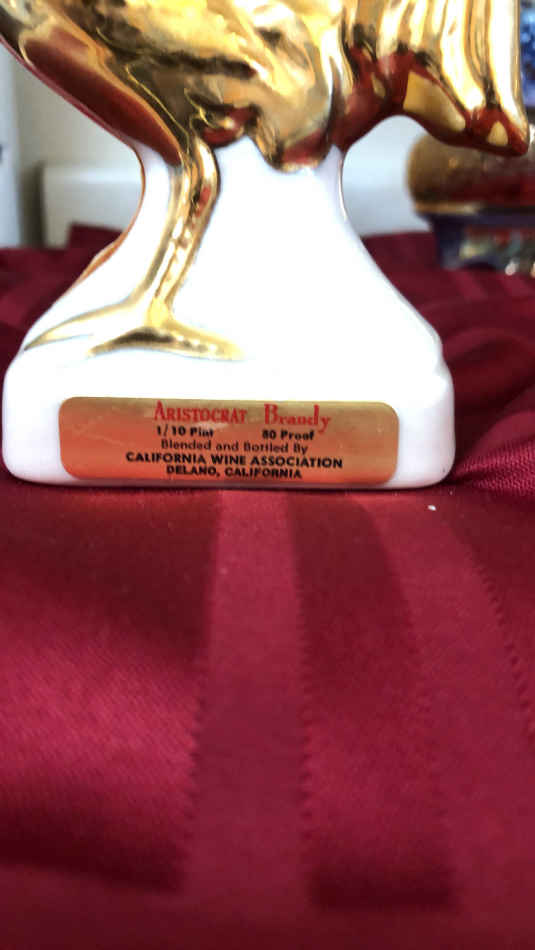 ARISTOCRAT Brandy
1/10 Pint 80 Proof
Blended and Bottled By
CALIFORNIA WINE ASSOCIATION
DELANO, CALIFORNIA